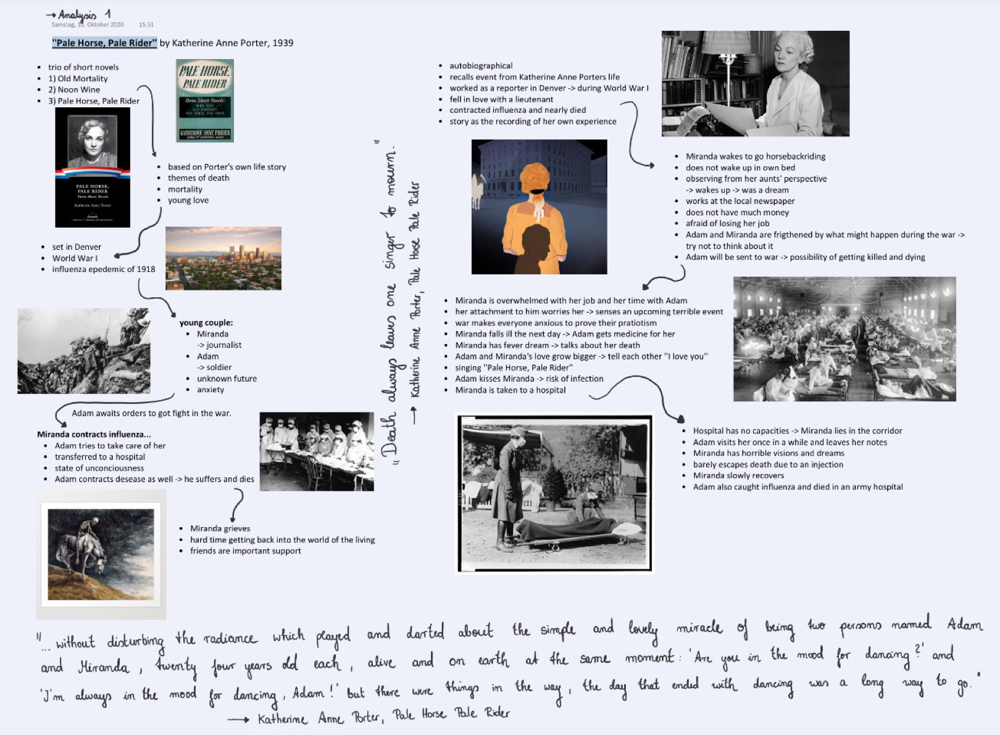 → Analysis 1
Samstag, 10. Oktober 2020 15:51
"Pale Horse, Pale Rider" by Katherine Anne Porter, 1939
• trio of short novels
• 1) Old Mortality
• 2) Noon Wine
• 3) Pale Horse, Pale Rider
PALE HORSE,
PALE RIDER
Three Short Novels:
NOON WINE
OLD MORTALITY
PALE HORSE, PALE RIDER
KATHERINE ANNE PORTER
PALE HORSE,
PALE RIDER
Three Short Novels
Katherine Anne Porter
• based on Porter's own life story
• themes of death
• mortality
• young love
• set in Denver
• World War I
• influenza epedemic of 1918
young couple:
• Miranda
-> journalist
• Adam
-> soldier
• unknown future
• anxiety
Adam awaits orders to got fight in the war.
Miranda contracts influenza...
• Adam tries to take care of her
• transferred to a hospital
• state of unconciousness
• Adam contracts desease as well -> he suffers and dies
• Miranda grieves
• hard time getting back into the world of the living
• friends are important support
"Death always leaves one singer to mourn."
→ Katherine Anne Porter, Pale Horse Pale Rider
• autobiographical
• recalls event from Katherine Anne Porters life
• worked as a reporter in Denver -> during World War I
• fell in love with a lieutenant
• contracted influenza and nearly died
• story as the recording of her own experience
• Miranda wakes to go horsebackriding
• does not wake up in own bed
• observing from her aunts' perspective
-> wakes up -> was a dream
• works at the local newspaper
• does not have much money
• afraid of losing her job
• Adam and Miranda are frigthened by what might happen during the war ->
try not to think about it
• Adam will be sent to war -> possibility of getting killed and dying
• Miranda is overwhelmed with her job and her time with Adam
• her attachment to him worries her -> senses an upcoming terrible event
• war makes everyone anxious to prove their pratiotism
• Miranda falls ill the next day -> Adam gets medicine for her
• Miranda has fever dream -> talks about her death
• Adam and Miranda's love grow bigger -> tell each other "I love you"
• singing "Pale Horse, Pale Rider"
• Adam kisses Miranda -> risk of infection
• Miranda is taken to a hospital
• Hospital has no capacities -> Miranda lies in the corridor
• Adam visits her once in a while and leaves her notes
• Miranda has horrible visions and dreams
• barely escapes death due to an injection
• Miranda slowly recovers
• Adam also caught influenza and died in an army hospital
"... without disturbing the radiance which played and darted about the simple and lovely miracle of being two persons named Adam
and Miranda, twenty four years old each, alive and on earth at the same moment: 'Are you in the mood for dancing?' and
'I'm always in the mood for dancing, Adam!' but there were things in the way, the day that ended with dancing was a long way to go."
→ Katherine Anne Porter, Pale Horse Pale Rider